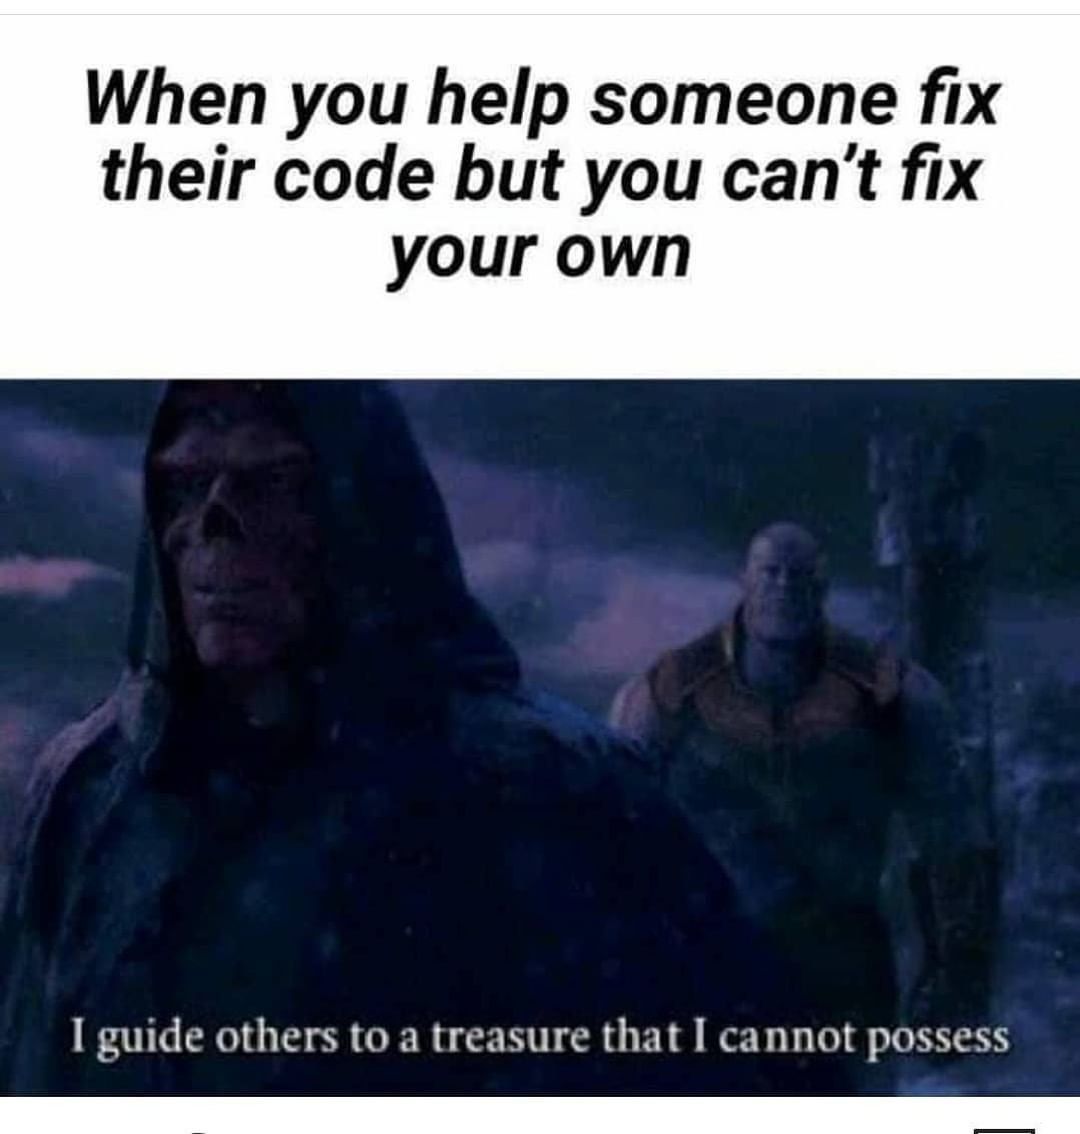 When you help someone fix
their code but you can't fix
your own
I guide others to a treasure that I cannot possess